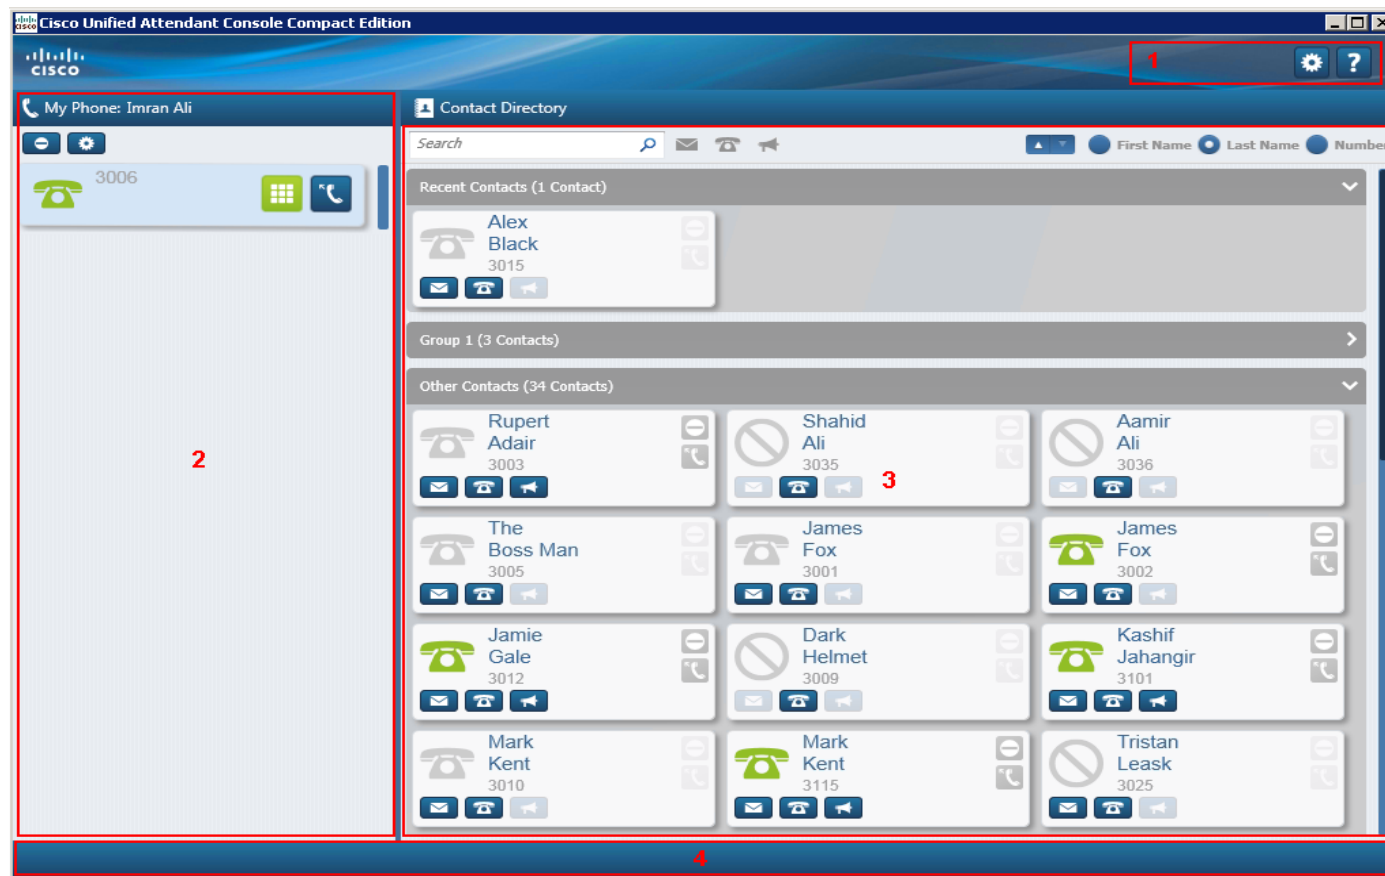 Cisco Unified Attendant Console Compact Edition
CISCO
1
?
My Phone: Imran Ali
Contact Directory
Search
First Name
Last Name
Number
3006
Recent Contacts (1 Contact)
Alex
Black
3015
Group 1 (3 Contacts)
Other Contacts (34 Contacts)
Rupert
Adair
3003
Shahid
Ali
3035
Aamir
Ali
3036
2
3
The
Boss Man
3005
James
Fox
3001
James
Fox
3002
Jamie
Gale
3012
Dark
Helmet
3009
Kashif
Jahangir
3101
Mark
Kent
3010
Mark
Kent
3115
Tristan
Leask
3025
4